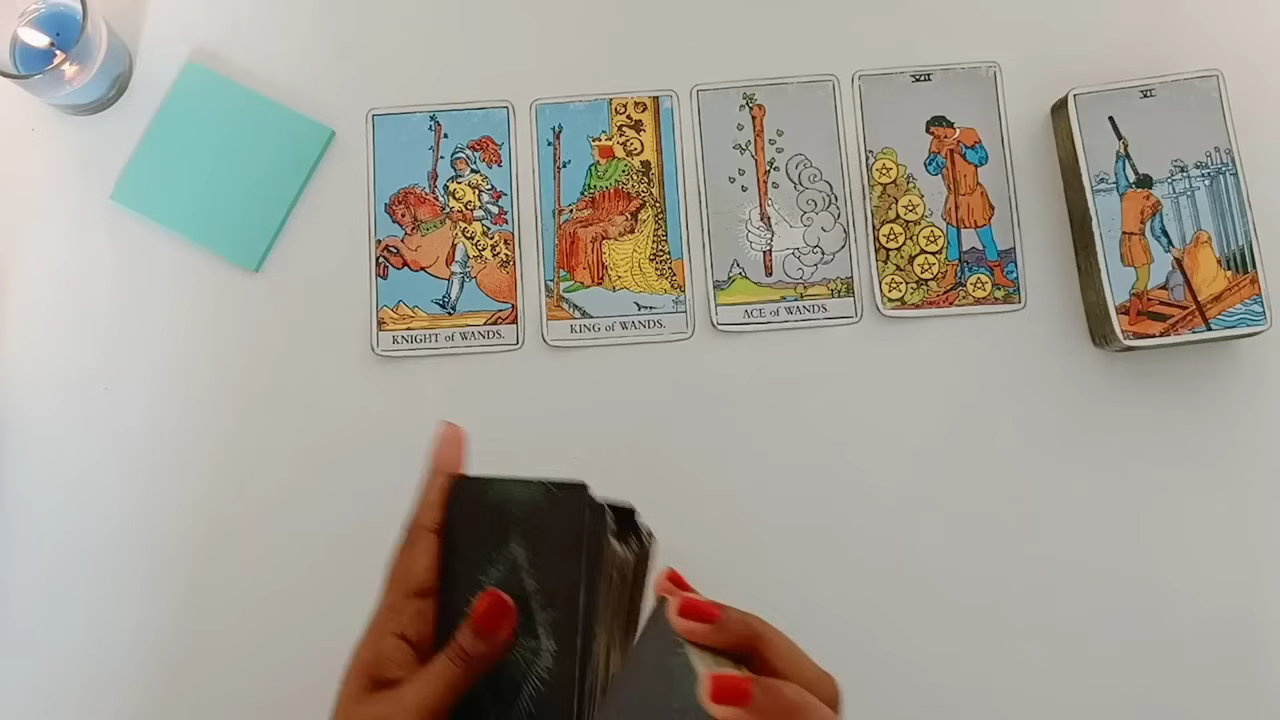 KNIGHT of WANDS.
KING of WANDS.
ACE of WANDS.
VII
VI